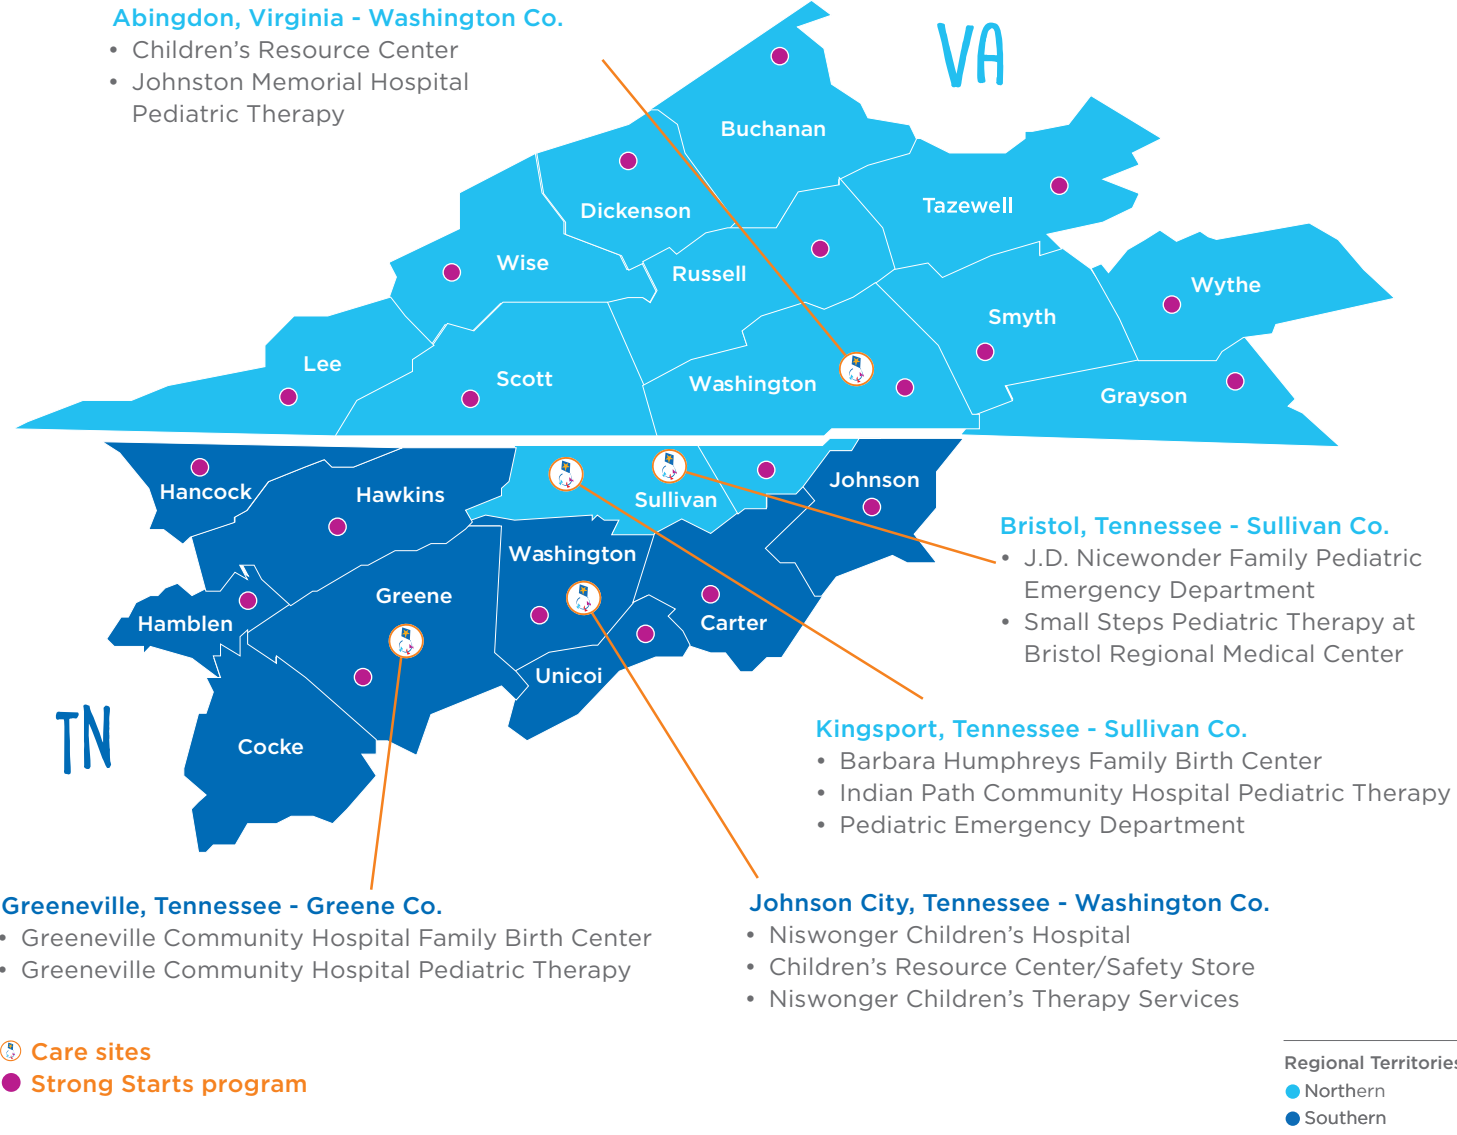 Abingdon, Virginia - Washington Co.
• Children’s Resource Center
• Johnston Memorial Hospital
Pediatric Therapy
VA
Buchanan
Dickenson
Tazewell
Wise
Russell
Wythe
Smyth
Lee
Scott
Washington
Grayson
Hancock
Hawkins
Sullivan
Johnson
Washington
Greene
Hamblen
Carter
Unicoi
Cocke
TN
Bristol, Tennessee - Sullivan Co.
• J.D. Nicewonder Family Pediatric
Emergency Department
• Small Steps Pediatric Therapy at
Bristol Regional Medical Center
Kingsport, Tennessee - Sullivan Co.
• Barbara Humphreys Family Birth Center
• Indian Path Community Hospital Pediatric Therapy
• Pediatric Emergency Department
Greeneville, Tennessee - Greene Co.
• Greeneville Community Hospital Family Birth Center
• Greeneville Community Hospital Pediatric Therapy
Johnson City, Tennessee - Washington Co.
• Niswonger Children’s Hospital
• Children’s Resource Center/Safety Store
• Niswonger Children’s Therapy Services
Care sites
Strong Starts program
Regional Territories
Northern
Southern